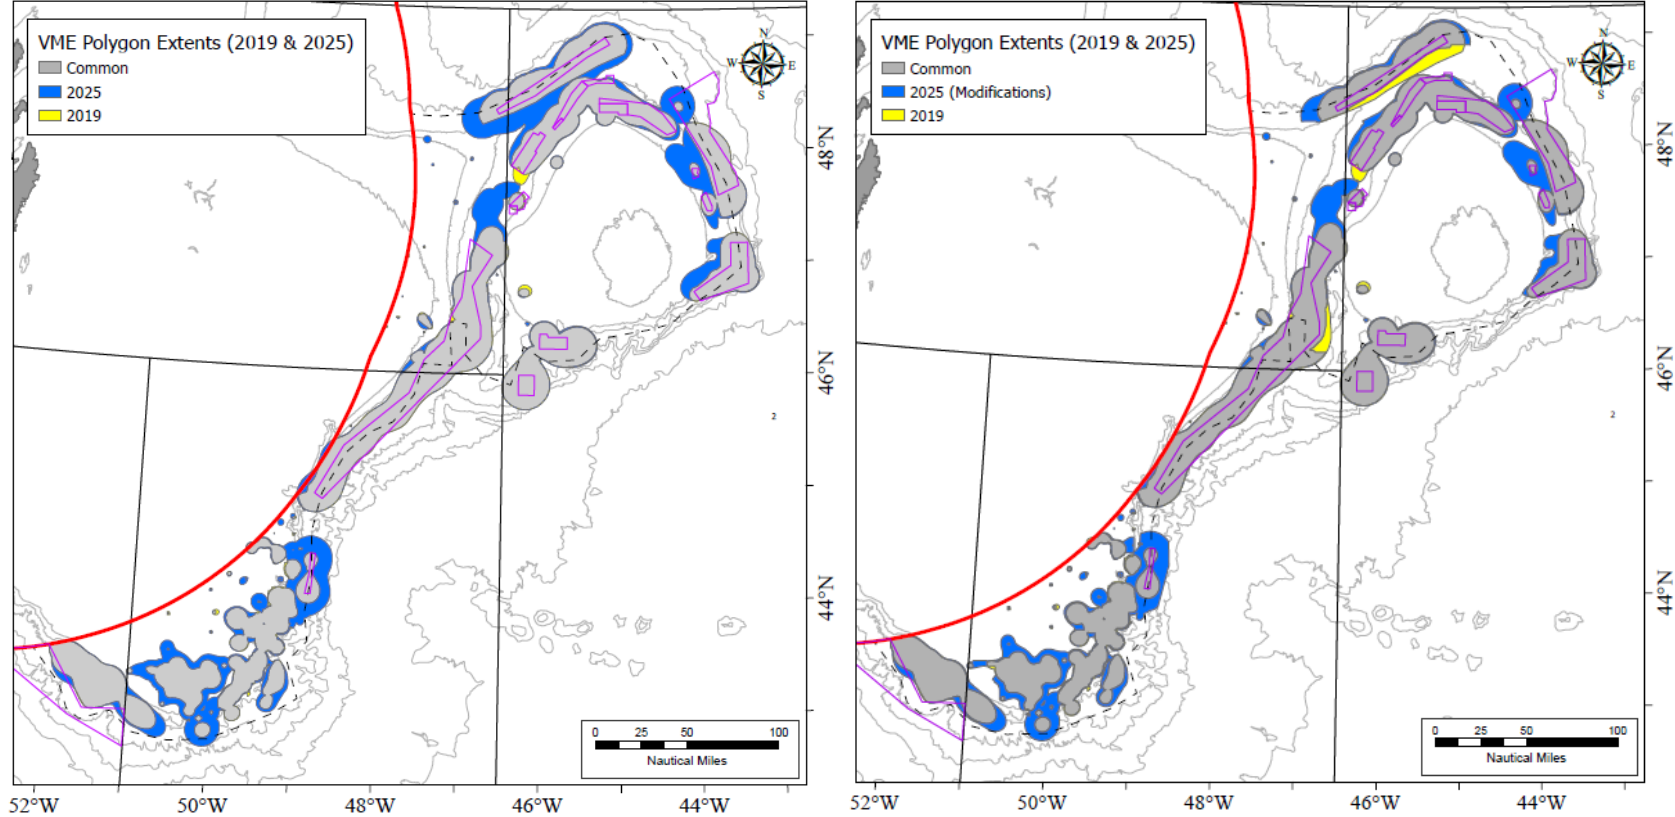 VME Polygon Extents (2019 & 2025)
Common
2025
2019
N
W E
S
48°N
46°N
44°N
2
0 25 50 100
Nautical Miles
52°W 50°W 48°W 46°W 44°W
VME Polygon Extents (2019 & 2025)
Common
2025 (Modifications)
2019
N
W E
S
48°N
46°N
44°N
2
0 25 50 100
Nautical Miles
52°W 50°W 48°W 46°W 44°W